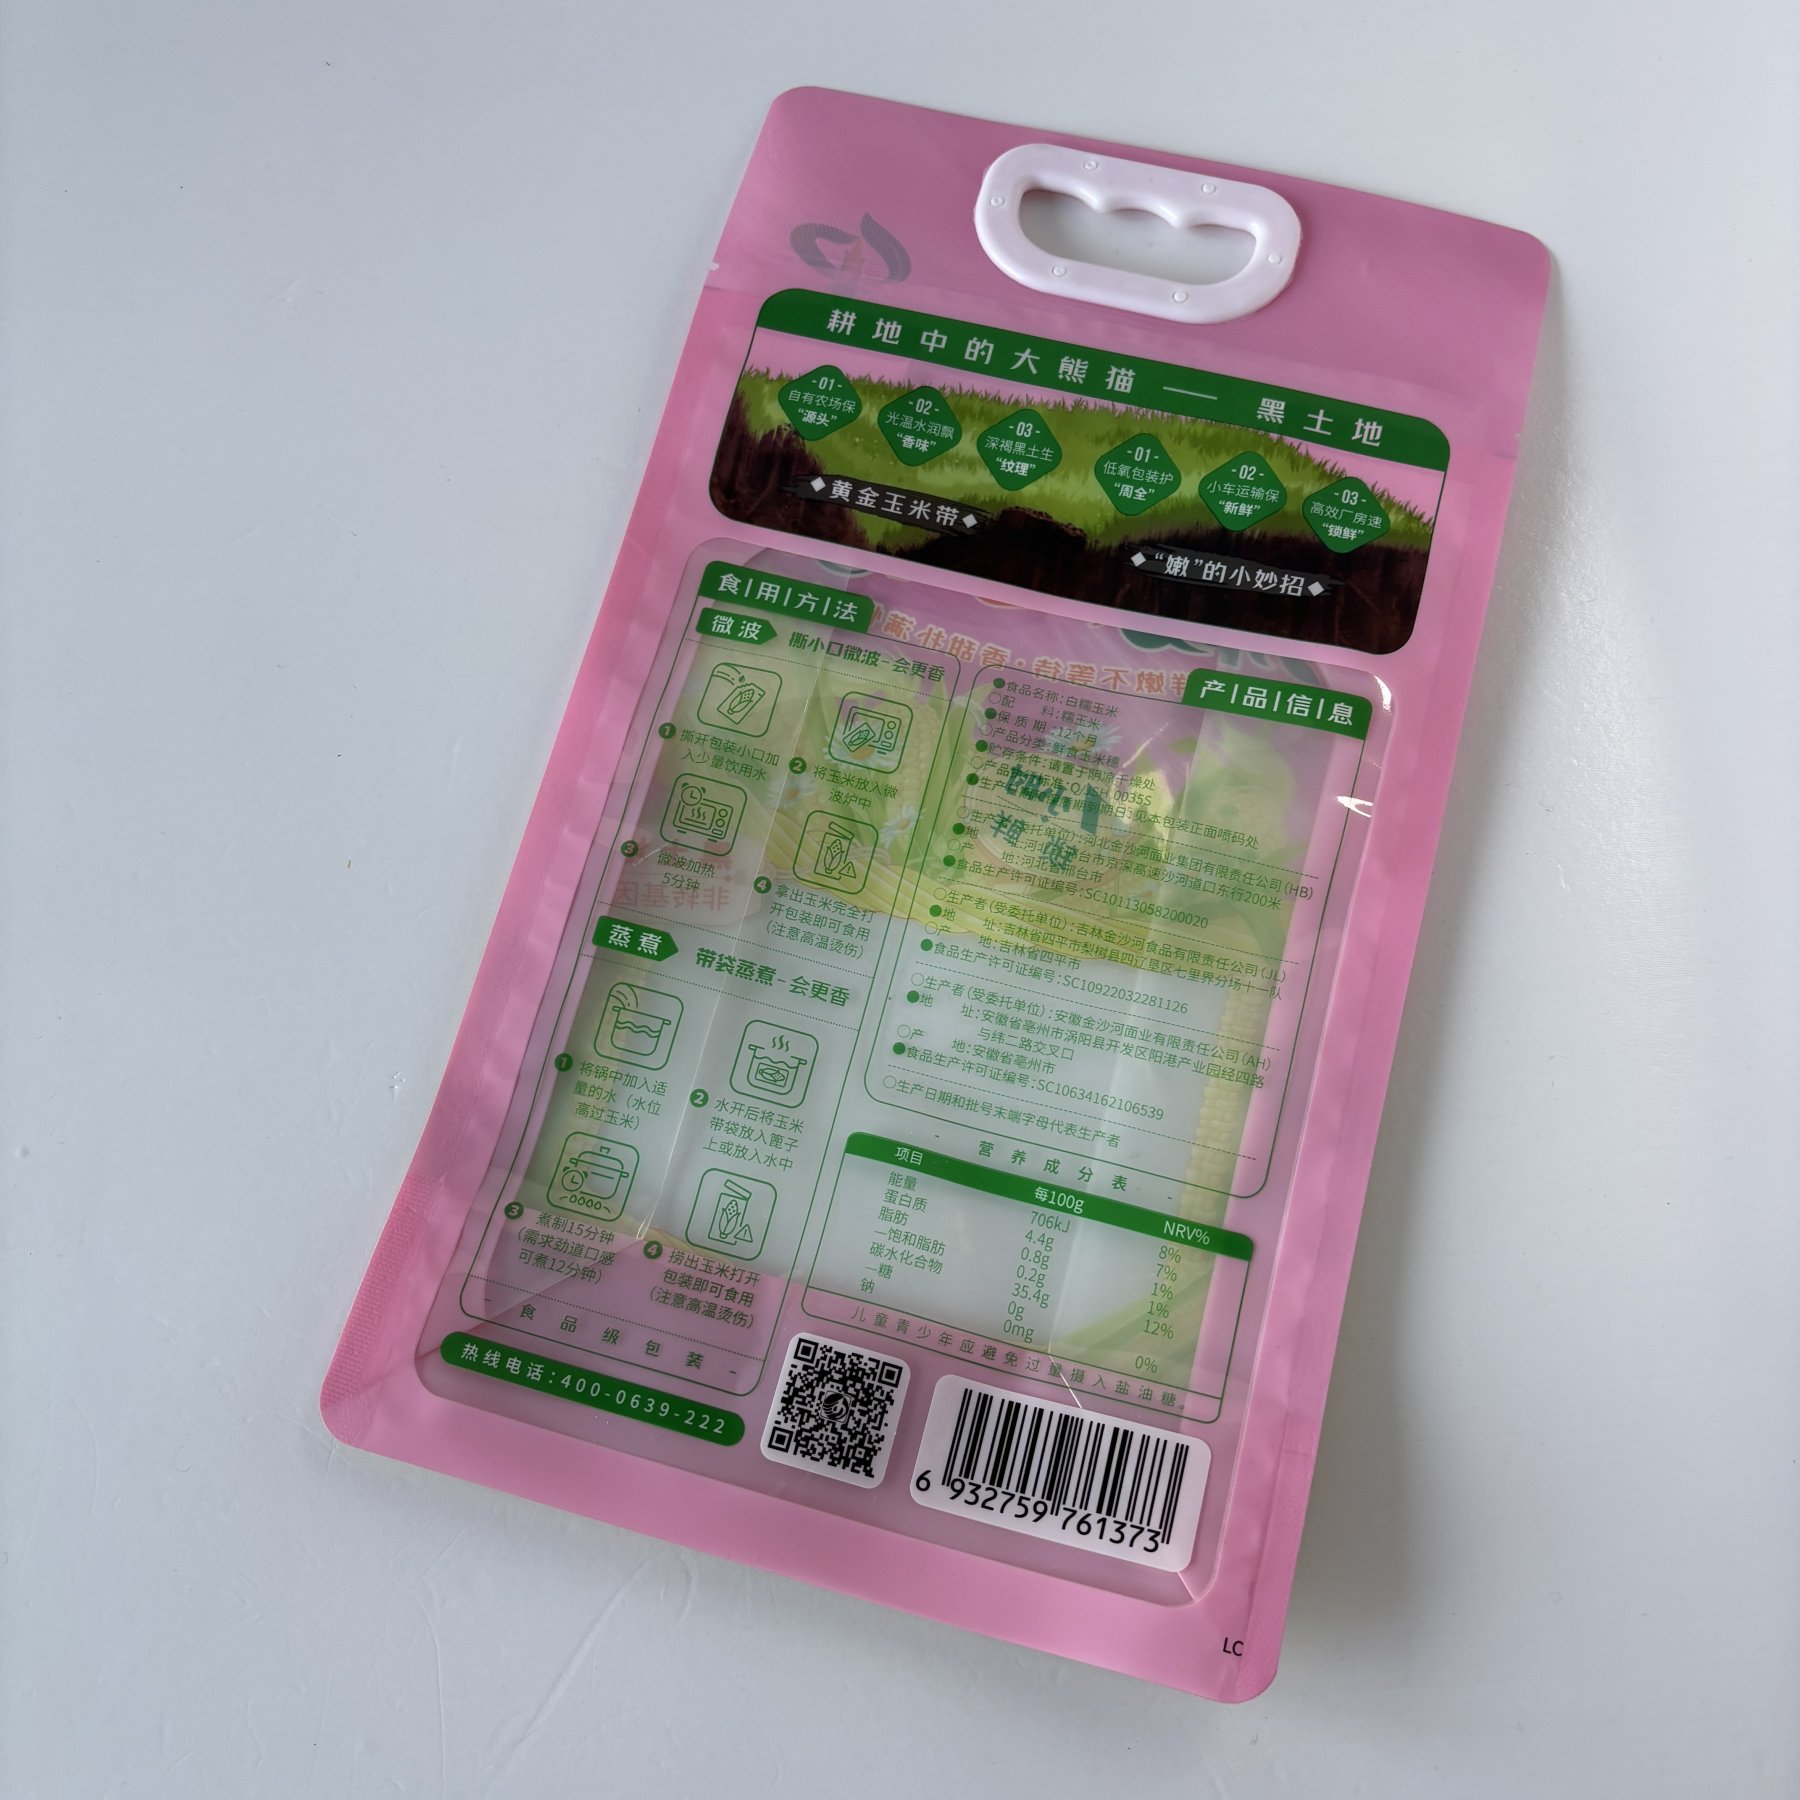 耕地中的大熊猫——黑土地
-01-
自有农场保
“源头”
-02-
光温水润飘
“香味”
-03-
深褐黑土生
“纹理”
黄金玉米带
-01-
低氧包装护
“周全”
-02-
小车运输保
“新鲜”
-03-
高效厂房速
“锁鲜”
“嫩”的小妙招
食|用|方|法
微波
撕小口微波-会更香
1 撕开包装小口加
入少量饮用水
2 将玉米放入微
波炉中
3 微波加热
5分钟
4 拿出玉米完全打
开包装即可食用
(注意高温烫伤)
蒸煮
带袋蒸煮-会更香
1 将锅中加入适
量的水（水位
高过玉米）
2 水开后将玉米
带袋放入篦子
上或放入水中
3 煮制15分钟
(需求劲道口感
可煮12分钟)
4 捞出玉米打开
包装即可食用
(注意高温烫伤)
- 食品级包装 -
热线电话:400-0639-222
产|品|信|息
食品名称:白糯玉米
配料:糯玉米
保质期:12个月
产品分类:鲜食玉米穗
贮存条件:请置于阴凉干燥处
见本包装正面喷码处
河北金沙河面业集团有限责任公司(HB)
京深高速沙河道口东行200米
产地:河北省邢台市
食品生产许可证编号:SC10113058200020
生产者(受委托单位):吉林金沙河食品有限责任公司(JL)
地址:吉林省四平市梨树县四辽垦区七里界分场十一队
产地:吉林省四平市
食品生产许可证编号:SC10922032281126
生产者(受委托单位):安徽金沙河面业有限责任公司(AH)
地址:安徽省亳州市涡阳县开发区阳港产业园经四路
与纬二路交叉口
产地:安徽省亳州市
食品生产许可证编号:SC10634162106539
生产日期和批号末端字母代表生产者
- 营养成分表 -
项目 每100g NRV%
能量 706kJ 8%
蛋白质 4.4g 7%
脂肪 0.8g 1%
—饱和脂肪 0.2g 1%
碳水化合物 35.4g 12%
—糖 0g
钠 0mg 0%
儿童青少年应避免过量摄入盐油糖。
6 932759 761373
LC